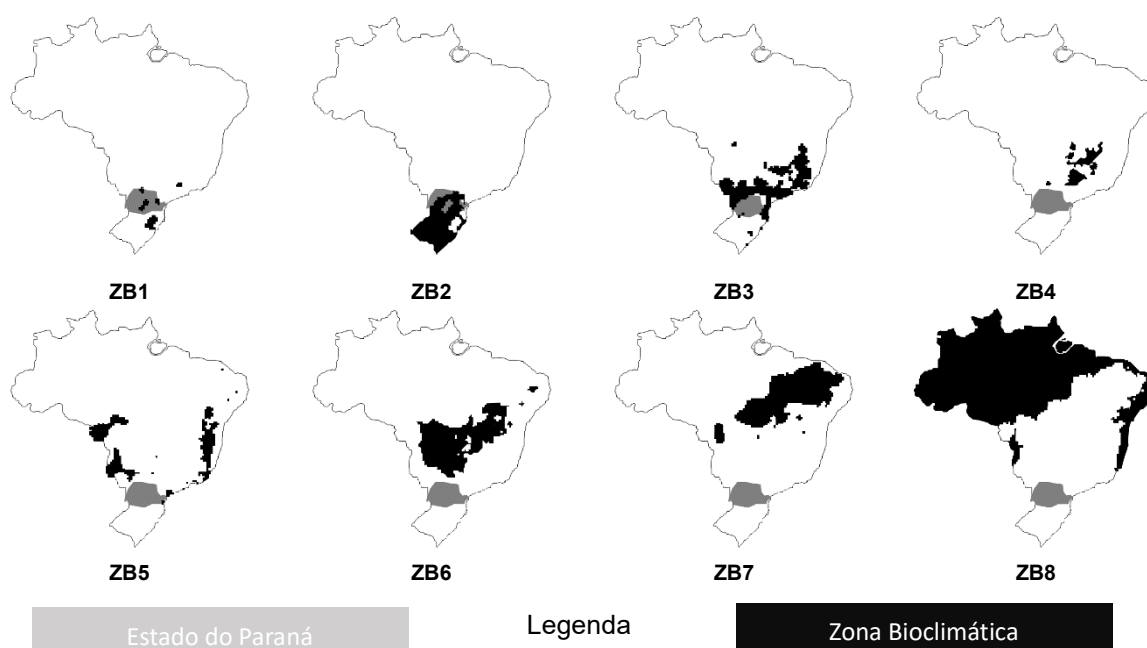 ZB1 ZB2 ZB3 ZB4
ZB5 ZB6 ZB7 ZB8
Estado do Paraná Legenda Zona Bioclimática